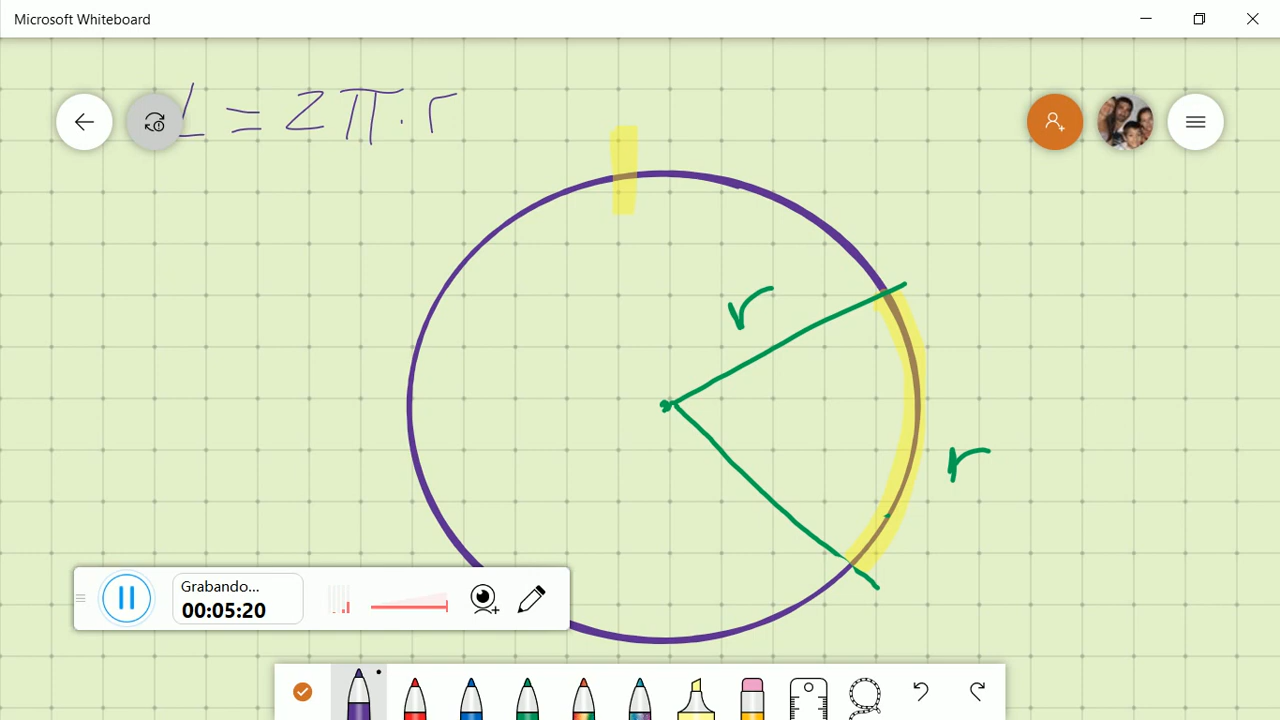 Microsoft Whiteboard
L = 2π·r
r
r
Grabando...
00:05:20